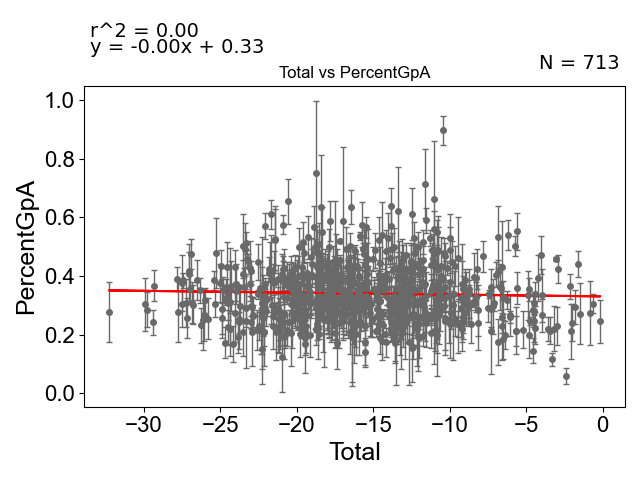 r^2 = 0.00
y = -0.00x + 0.33
N = 713
Total vs PercentGpA
PercentGpA
1.0
0.8
0.6
0.4
0.2
0.0
−30
−25
−20
−15
−10
−5
0
Total